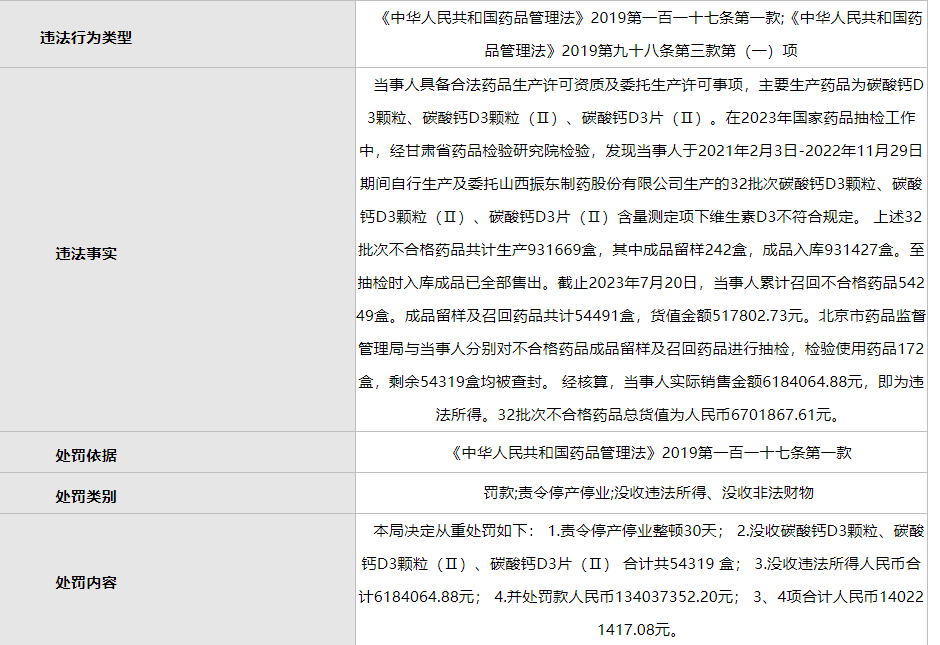 违法行为类型
《中华人民共和国药品管理法》2019第一百一十七条第一款;《中华人民共和国药
品管理法》2019第九十八条第三款第（一）项
违法事实
当事人具备合法药品生产许可资质及委托生产许可事项，主要生产药品为碳酸钙D
3颗粒、碳酸钙D3颗粒（Ⅱ）、碳酸钙D3片（Ⅱ）。在2023年国家药品抽检工作
中，经甘肃省药品检验研究院检验，发现当事人于2021年2月3日-2022年11月29日
期间自行生产及委托山西振东制药股份有限公司生产的32批次碳酸钙D3颗粒、碳酸
钙D3颗粒（Ⅱ）、碳酸钙D3片（Ⅱ）含量测定项下维生素D3不符合规定。 上述32
批次不合格药品共计生产931669盒，其中成品留样242盒，成品入库931427盒。至
抽检时入库成品已全部售出。截止2023年7月20日，当事人累计召回不合格药品542
49盒。成品留样及召回药品共计54491盒，货值金额517802.73元。北京市药品监督
管理局与当事人分别对不合格药品成品留样及召回药品进行抽检，检验使用药品172
盒，剩余54319盒均被查封。 经核算，当事人实际销售金额6184064.88元，即为违
法所得。32批次不合格药品总货值为人民币6701867.61元。
处罚依据
《中华人民共和国药品管理法》2019第一百一十七条第一款
处罚类别
罚款;责令停产停业;没收违法所得、没收非法财物
处罚内容
本局决定从重处罚如下： 1.责令停产停业整顿30天； 2.没收碳酸钙D3颗粒、碳酸
钙D3颗粒（Ⅱ）、碳酸钙D3片（Ⅱ） 合计共54319 盒； 3.没收违法所得人民币合
计6184064.88元； 4.并处罚款人民币134037352.20元； 3、4项合计人民币14022
1417.08元。